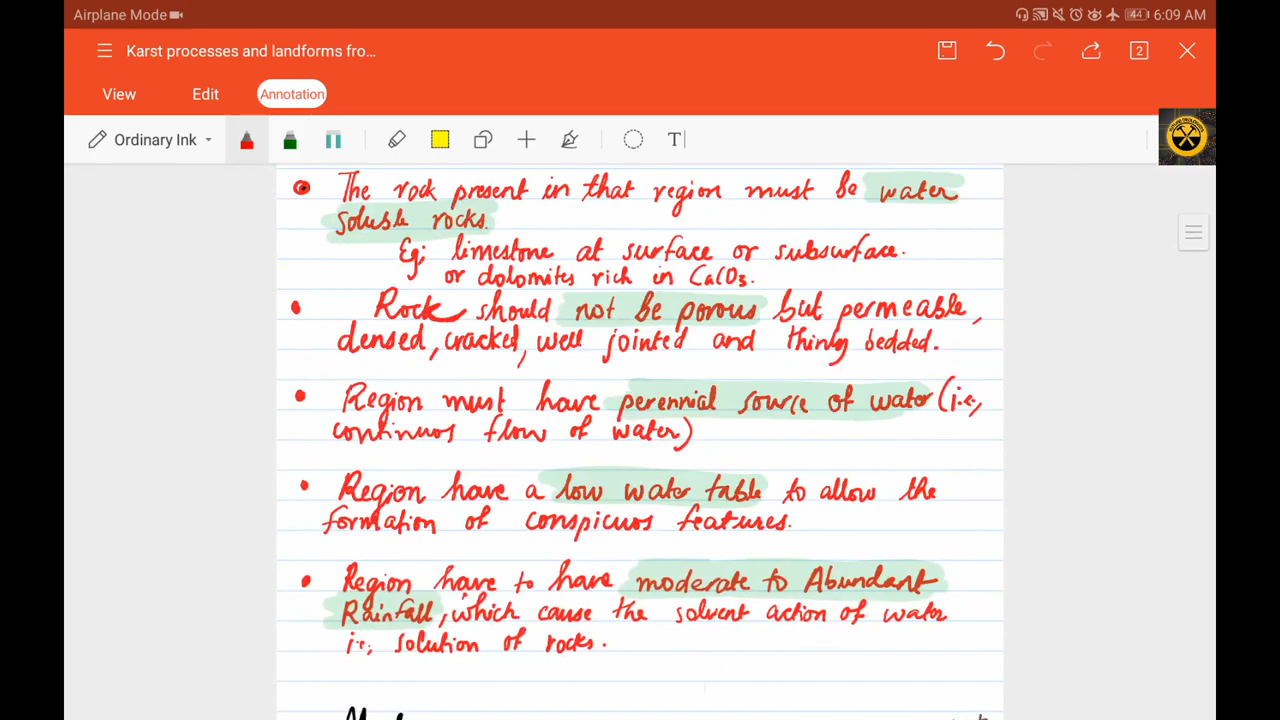 Airplane Mode
44 6:09 AM
Karst processes and landforms fro...
2
View Edit Annotation
Ordinary Ink
T
The rock present in that region must be water
soluble rocks.
Eg; limestone at surface or subsurface.
or dolomites rich in CaCO3.
Rock should not be porous but permeable,
densed, cracked, well jointed and thinly bedded.
Region must have perennial source of water (i.e.,
continuos flow of water)
Region have a low water table to allow the
formation of conspicuos features.
Region have to have moderate to Abundant
Rainfall, which cause the solvent action of water
i.e., solution of rocks.